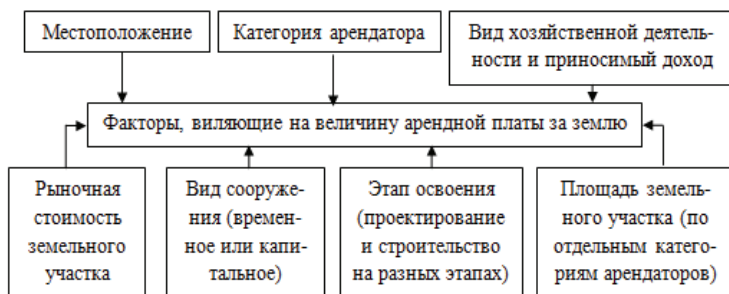 Местоположение
Категория арендатора
Вид хозяйственной деятель-
ности и приносимый доход
Факторы, виляющие на величину арендной платы за землю
Рыночная
стоимость
земельного
участка
Вид сооруже-
ния (времен-
ное или капи-
тальное)
Этап освоения
(проектирование
и строительство
на разных этапах)
Площадь земель-
ного участка (по
отдельным катего-
риям арендаторов)